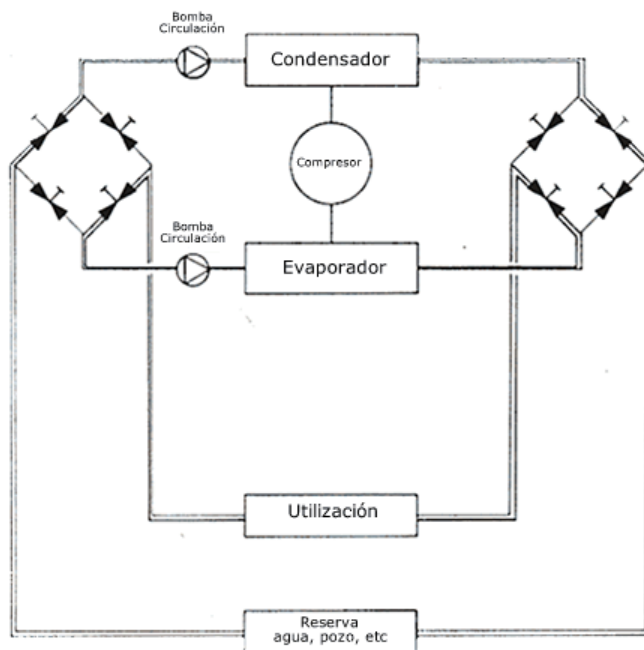 Bomba
Circulación
Condensador
Compresor
Bomba
Circulación
Evaporador
Utilización
Reserva
agua, pozo, etc